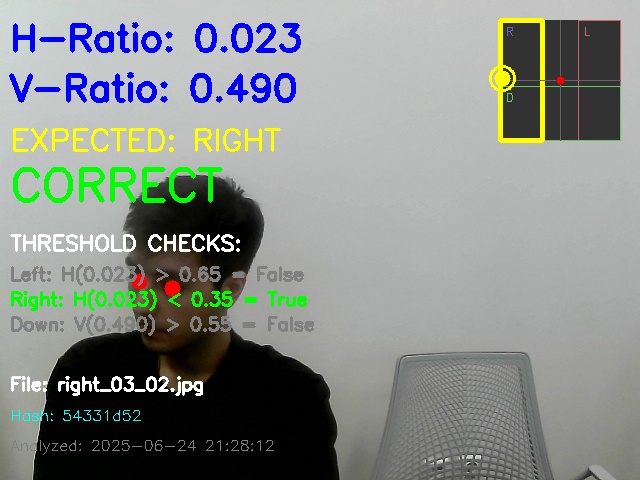 H-Ratio: 0.023
V-Ratio: 0.490
EXPECTED: RIGHT
CORRECT
THRESHOLD CHECKS:
Left: H(0.023) > 0.65 = False
Right: H(0.023) < 0.35 = True
Down: V(0.490) > 0.55 = False
File: right_03_02.jpg
Hash: 54331d52
Analyzed: 2025-06-24 21:28:12
R
L
D